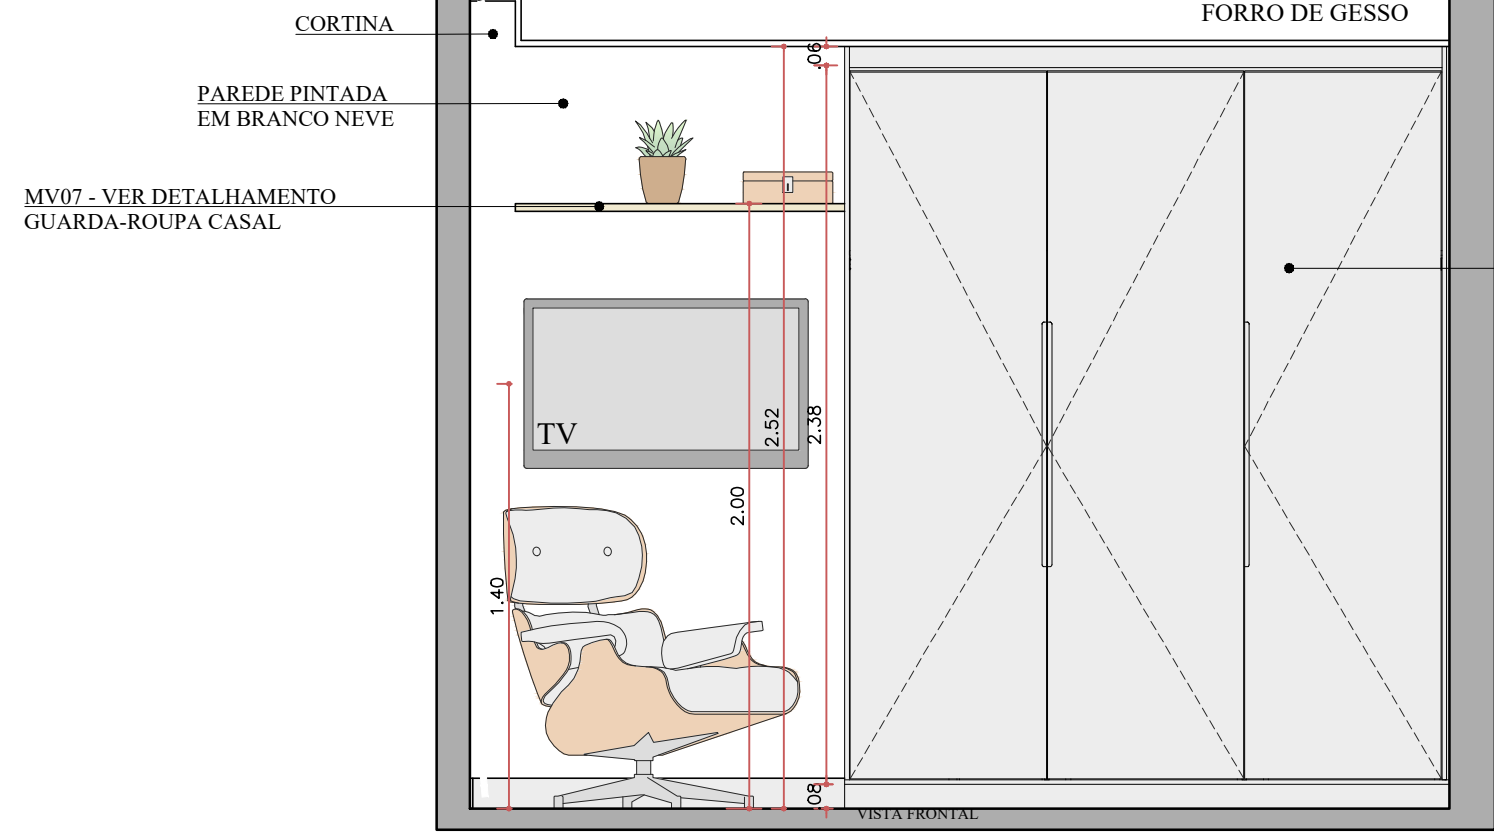 FORRO DE GESSO
CORTINA
PAREDE PINTADA
EM BRANCO NEVE
MV07 - VER DETALHAMENTO
GUARDA-ROUPA CASAL
.06
TV
2.52
2.38
2.00
1.40
.08
VISTA FRONTAL